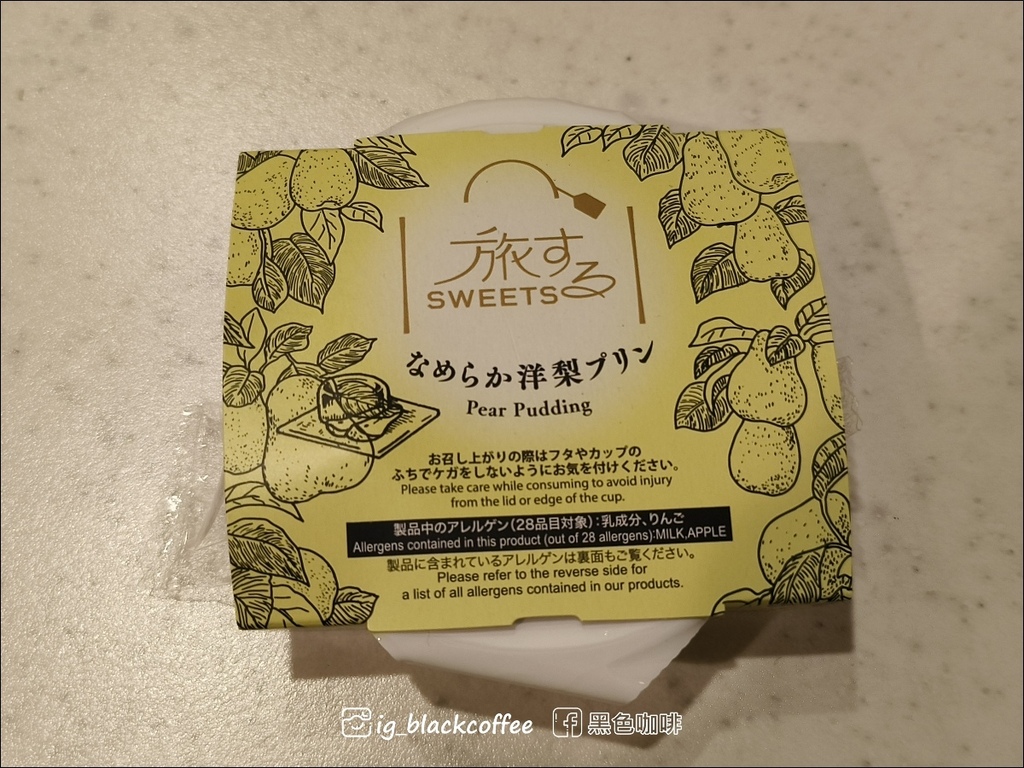 旅する
SWEETS
なめらか洋梨プリン
Pear Pudding
お召し上がりの際はフタやカップの
ふちでケガをしないようにお気を付けください。
Please take care while consuming to avoid injury
from the lid or edge of the cup.
製品中のアレルゲン(28品目対象):乳成分、りんご
Allergens contained in this product (out of 28 allergens):MILK,APPLE
製品に含まれているアレルゲンは裏面もご覧ください。
Please refer to the reverse side for
a list of all allergens contained in our products.
ig_blackcoffee 黑色咖啡